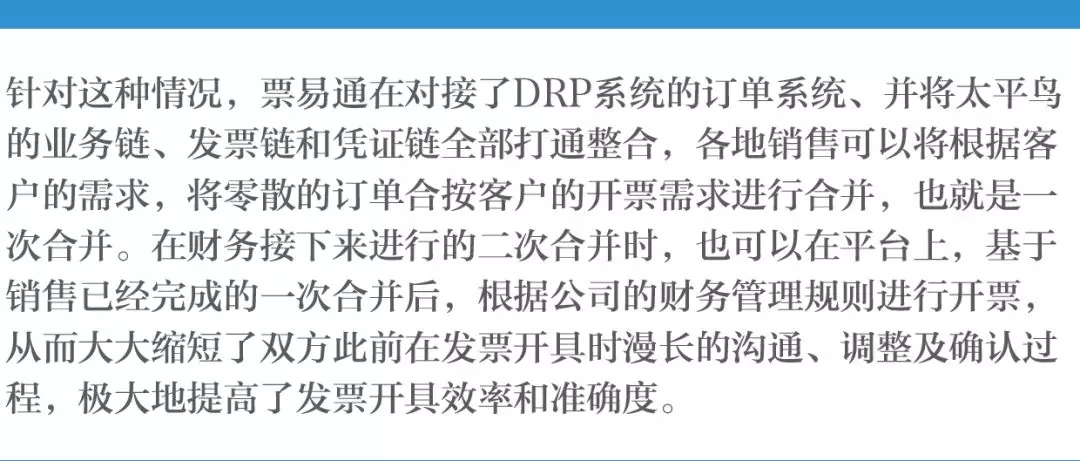 针对这种情况，票易通在对接了DRP系统的订单系统、并将太平鸟
的业务链、发票链和凭证链全部打通整合，各地销售可以将根据客
户的需求，将零散的订单合按客户的开票需求进行合并，也就是一
次合并。在财务接下来进行的二次合并时，也可以在平台上，基于
销售已经完成的一次合并后，根据公司的财务管理规则进行开票，
从而大大缩短了双方此前在发票开具时漫长的沟通、调整及确认过
程，极大地提高了发票开具效率和准确度。